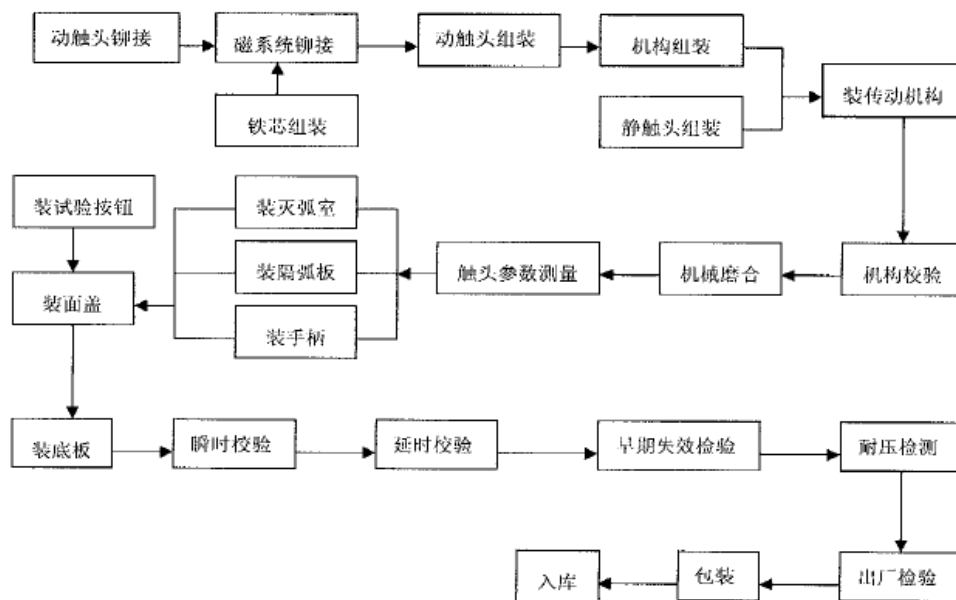 动触头铆接
磁系统铆接
动触头组装
机构组装
铁芯组装
静触头组装
装传动机构
装试验按钮
装灭弧室
装隔弧板
装手柄
触头参数测量
机械磨合
机构校验
装面盖
装底板
瞬时校验
延时校验
早期失效检验
耐压检测
入库
包装
出厂检验